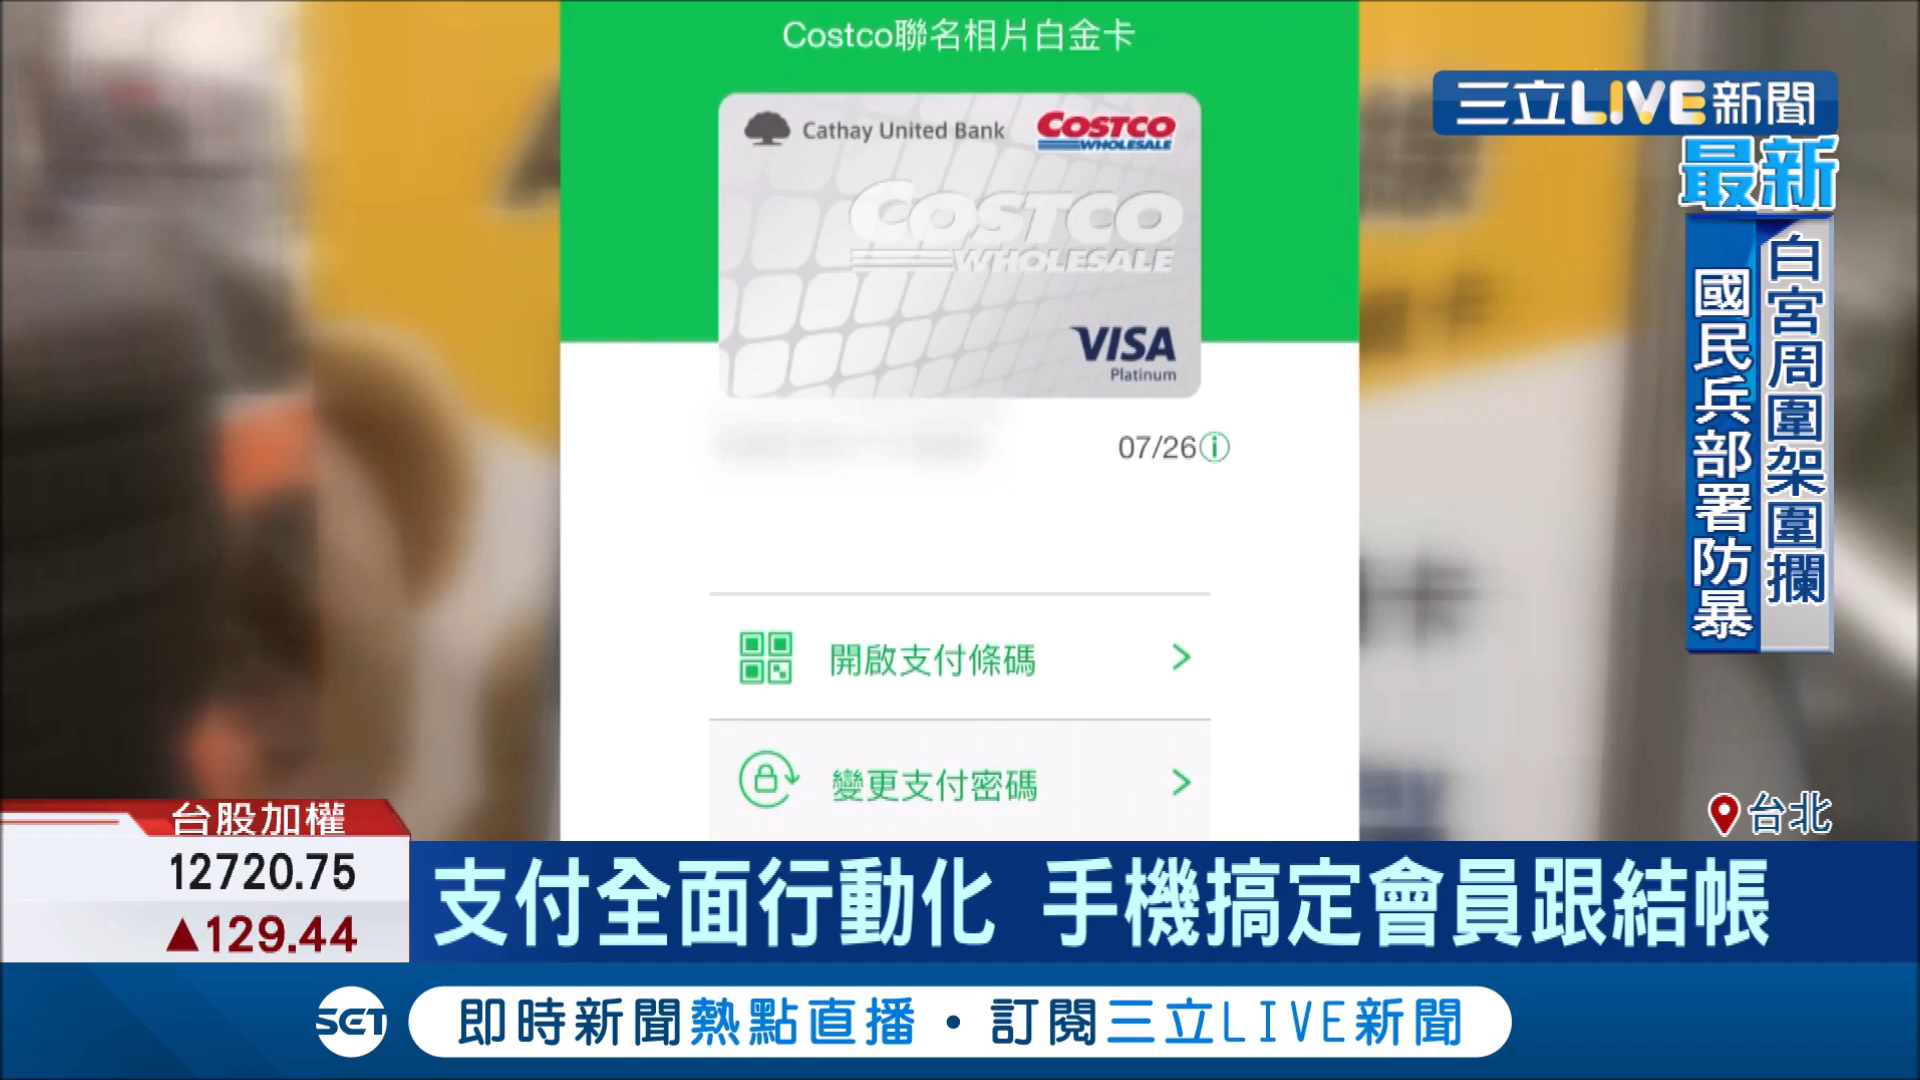 Costco聯名相片白金卡
Cathay United Bank
COSTCO
WHOLESALE
COSTCO
WHOLESALE
VISA
Platinum
07/26
開啟支付條碼
變更支付密碼
三立LIVE新聞
最新
白宮周圍架圍攔
國民兵部署防暴
台北
台股加權
12720.75
▲129.44
支付全面行動化 手機搞定會員跟結帳
SET
即時新聞熱點直播・訂閱三立LIVE新聞